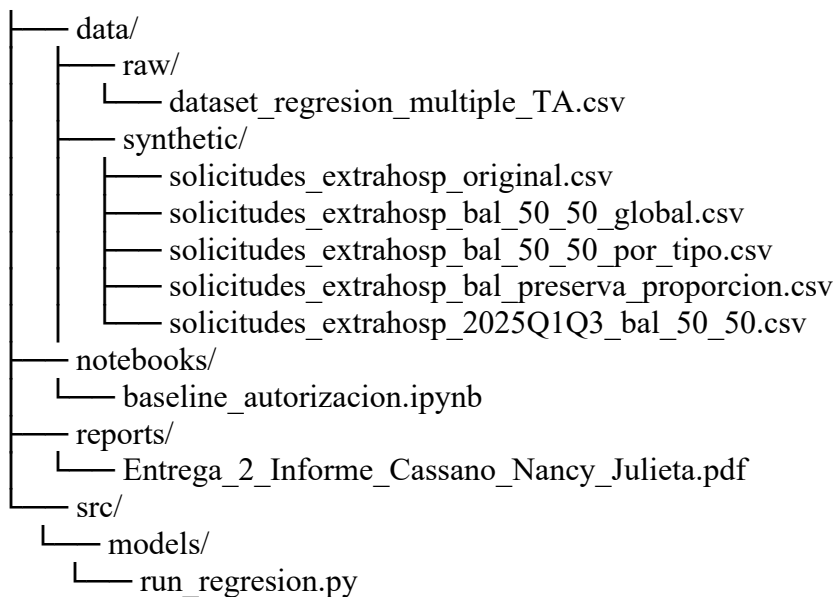 data/
raw/
dataset_regresion_multiple_TA.csv
synthetic/
solicitudes_extrahosp_original.csv
solicitudes_extrahosp_bal_50_50_global.csv
solicitudes_extrahosp_bal_50_50_por_tipo.csv
solicitudes_extrahosp_bal_preserva_proporcion.csv
solicitudes_extrahosp_2025Q1Q3_bal_50_50.csv
notebooks/
baseline_autorizacion.ipynb
reports/
Entrega_2_Informe_Cassano_Nancy_Julieta.pdf
src/
models/
run_regresion.py